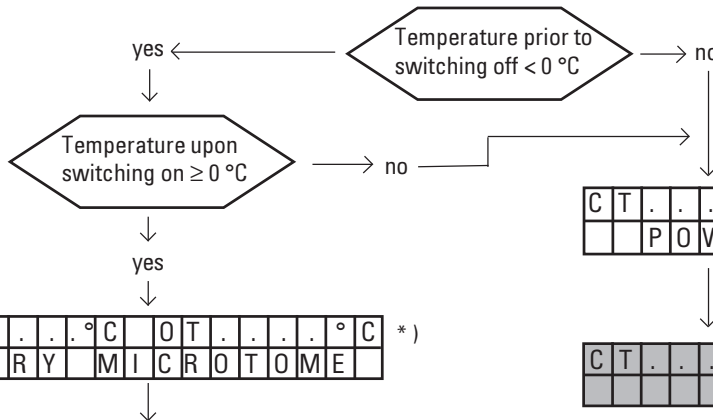 Temperature prior to
switching off < 0 °C
yes
no
Temperature upon
switching on ≥ 0 °C
no
yes
CT...
POW
...°C OT....°C *)
RY MICROTOME
CT...